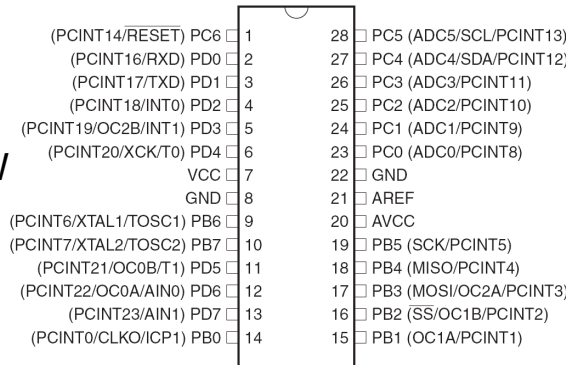 (PCINT14/RESET) PC6 1 28 PC5 (ADC5/SCL/PCINT13)
(PCINT16/RXD) PD0 2 27 PC4 (ADC4/SDA/PCINT12)
(PCINT17/TXD) PD1 3 26 PC3 (ADC3/PCINT11)
(PCINT18/INT0) PD2 4 25 PC2 (ADC2/PCINT10)
(PCINT19/OC2B/INT1) PD3 5 24 PC1 (ADC1/PCINT9)
(PCINT20/XCK/T0) PD4 6 23 PC0 (ADC0/PCINT8)
VCC 7 22 GND
GND 8 21 AREF
(PCINT6/XTAL1/TOSC1) PB6 9 20 AVCC
(PCINT7/XTAL2/TOSC2) PB7 10 19 PB5 (SCK/PCINT5)
(PCINT21/OC0B/T1) PD5 11 18 PB4 (MISO/PCINT4)
(PCINT22/OC0A/AIN0) PD6 12 17 PB3 (MOSI/OC2A/PCINT3)
(PCINT23/AIN1) PD7 13 16 PB2 (SS/OC1B/PCINT2)
(PCINT0/CLKO/ICP1) PB0 14 15 PB1 (OC1A/PCINT1)